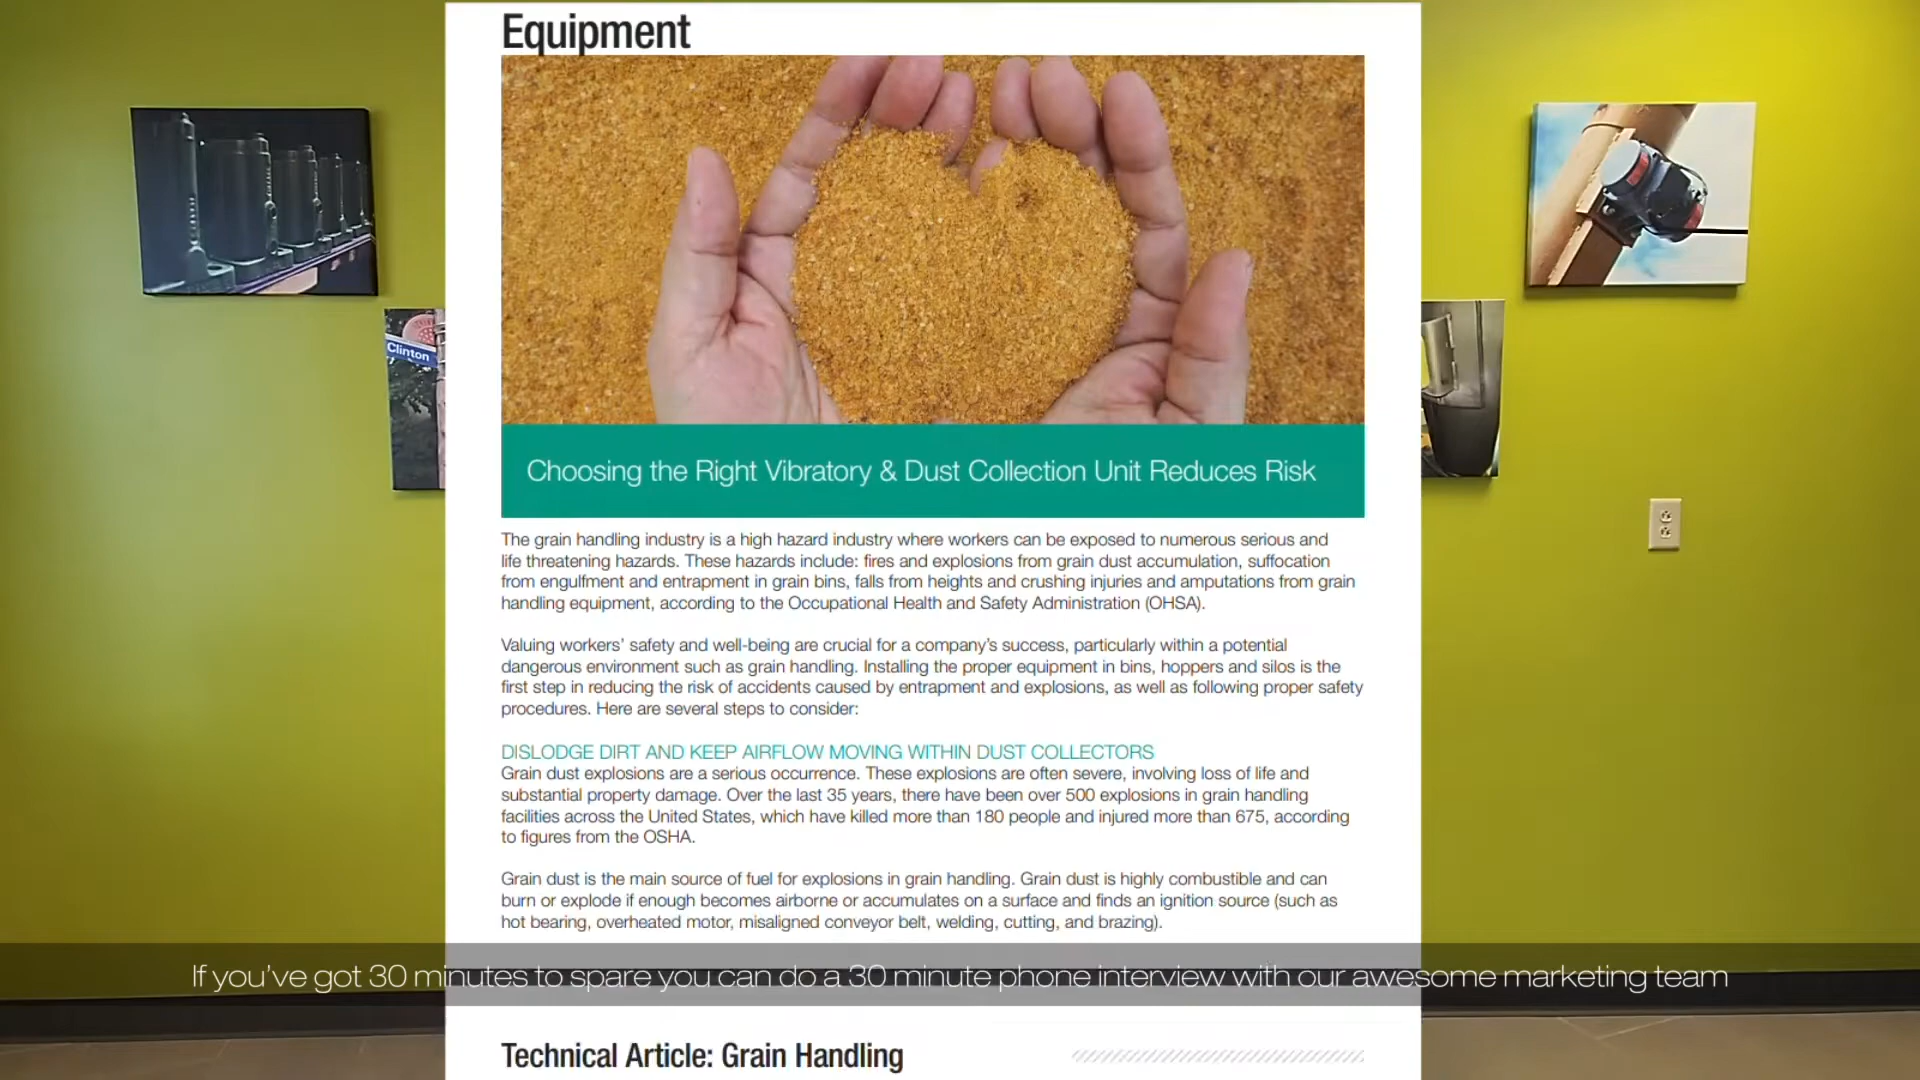 Equipment
Clinton
Choosing the Right Vibratory & Dust Collection Unit Reduces Risk
The grain handling industry is a high hazard industry where workers can be exposed to numerous serious and
life threatening hazards. These hazards include: fires and explosions from grain dust accumulation, suffocation
from engulfment and entrapment in grain bins, falls from heights and crushing injuries and amputations from grain
handling equipment, according to the Occupational Health and Safety Administration (OHSA).
Valuing workers' safety and well-being are crucial for a company's success, particularly within a potential
dangerous environment such as grain handling. Installing the proper equipment in bins, hoppers and silos is the
first step in reducing the risk of accidents caused by entrapment and explosions, as well as following proper safety
procedures. Here are several steps to consider:
DISLODGE DIRT AND KEEP AIRFLOW MOVING WITHIN DUST COLLECTORS
Grain dust explosions are a serious occurrence. These explosions are often severe, involving loss of life and
substantial property damage. Over the last 35 years, there have been over 500 explosions in grain handling
facilities across the United States, which have killed more than 180 people and injured more than 675, according
to figures from the OSHA.
Grain dust is the main source of fuel for explosions in grain handling. Grain dust is highly combustible and can
burn or explode if enough becomes airborne or accumulates on a surface and finds an ignition source (such as
hot bearing, overheated motor, misaligned conveyor belt, welding, cutting, and brazing).
If you've got 30 minutes to spare you can do a 30 minute phone interview with our awesome marketing team
Technical Article: Grain Handling